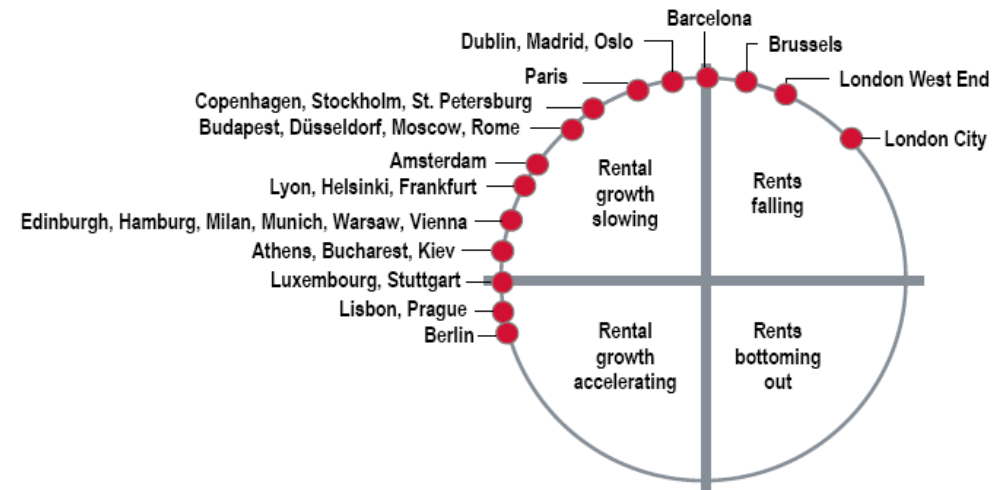 Barcelona
Dublin, Madrid, Oslo
Brussels
Paris
London West End
Copenhagen, Stockholm, St. Petersburg
Budapest, Düsseldorf, Moscow, Rome
London City
Amsterdam
Lyon, Helsinki, Frankfurt
Edinburgh, Hamburg, Milan, Munich, Warsaw, Vienna
Athens, Bucharest, Kiev
Luxembourg, Stuttgart
Lisbon, Prague
Berlin
Rental
growth
slowing
Rents
falling
Rental
growth
accelerating
Rents
bottoming
out